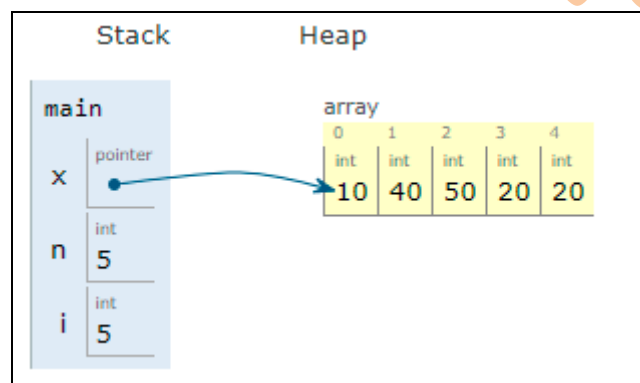 Stack Heap
main
array
0 1 2 3 4
pointer
x
int int int int int
10 40 50 20 20
int
n 5
int
i 5